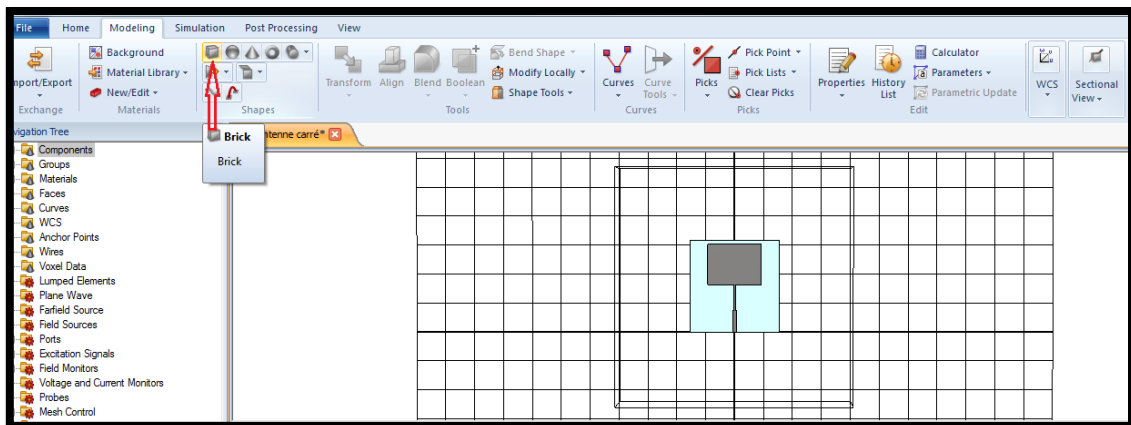 File Home Modeling Simulation Post Processing View
Background Bend Shape Pick Point Calculator
Material Library Modify Locally Pick Lists Parameters
mport/Export New/Edit Transform Align Blend Boolean Shape Tools Curves Curve Tools Picks Clear Picks Properties History List Parametric Update WCS Sectional View
Exchange Materials Shapes Tools Curves Picks Edit
vigation Tree Brick tenne carré*
Components
Brick
Groups
Materials
Faces
Curves
WCS
Anchor Points
Wires
Voxel Data
Lumped Elements
Plane Wave
Farfield Source
Field Sources
Ports
Excitation Signals
Field Monitors
Voltage and Current Monitors
Probes
Mesh Control